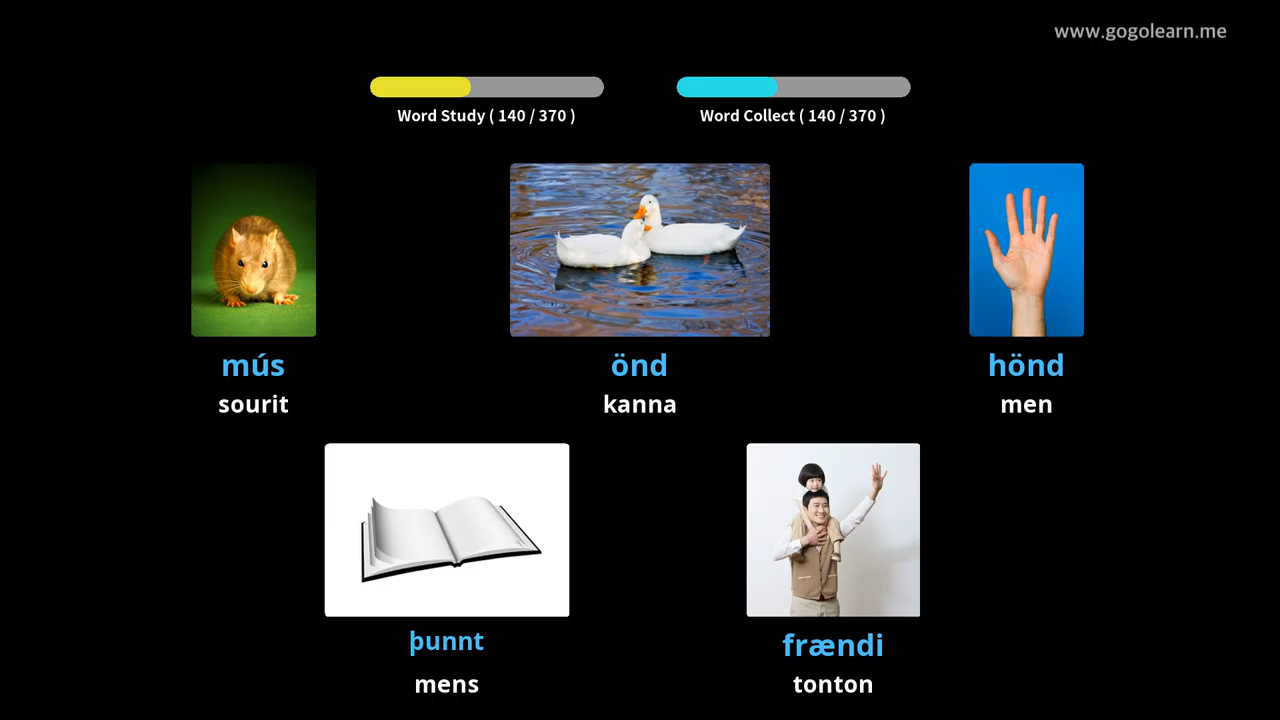 www.gogolearn.me
Word Study ( 140 / 370 )
Word Collect ( 140 / 370 )
mús
önd
hönd
sourit
kanna
men
þunnt
frændi
mens
tonton